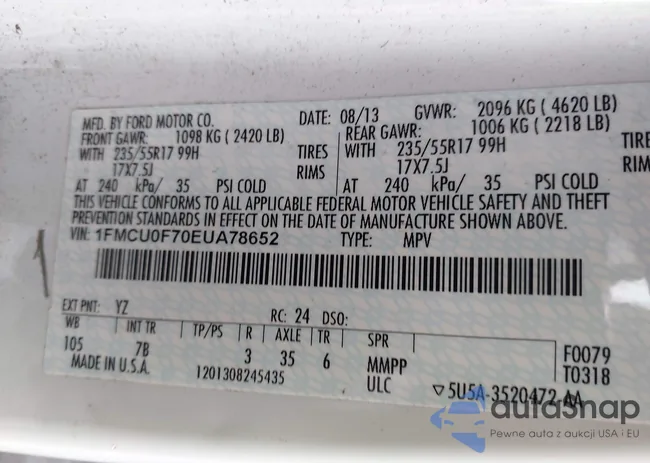 MFD. BY FORD MOTOR CO. DATE: 08/13 GVWR: 2096 KG ( 4620 LB)
FRONT GAWR: 1098 KG ( 2420 LB) REAR GAWR: 1006 KG ( 2218 LB)
WITH 235/55R17 99H TIRES WITH 235/55R17 99H TIRES
17X7.5J RIMS 17X7.5J RIMS
AT 240 kPa/ 35 PSI COLD AT 240 kPa/ 35 PSI COLD
THIS VEHICLE CONFORMS TO ALL APPLICABLE FEDERAL MOTOR VEHICLE SAFETY AND THEFT
PREVENTION STANDARDS IN EFFECT ON THE DATE OF MANUFACTURE SHOWN ABOVE.
VIN: 1FMCU0F70EUA78652 TYPE: MPV
EXT PNT: YZ RC: 24 DSO:
WB INT TR TP/PS R AXLE TR SPR
105 7B 3 35 6 MMPP F0079
MADE IN U.S.A. 1201308245435 ULC T0318
▽5U5A-3520472-AA
autasnap
Pewne auta z aukcji USA i EU